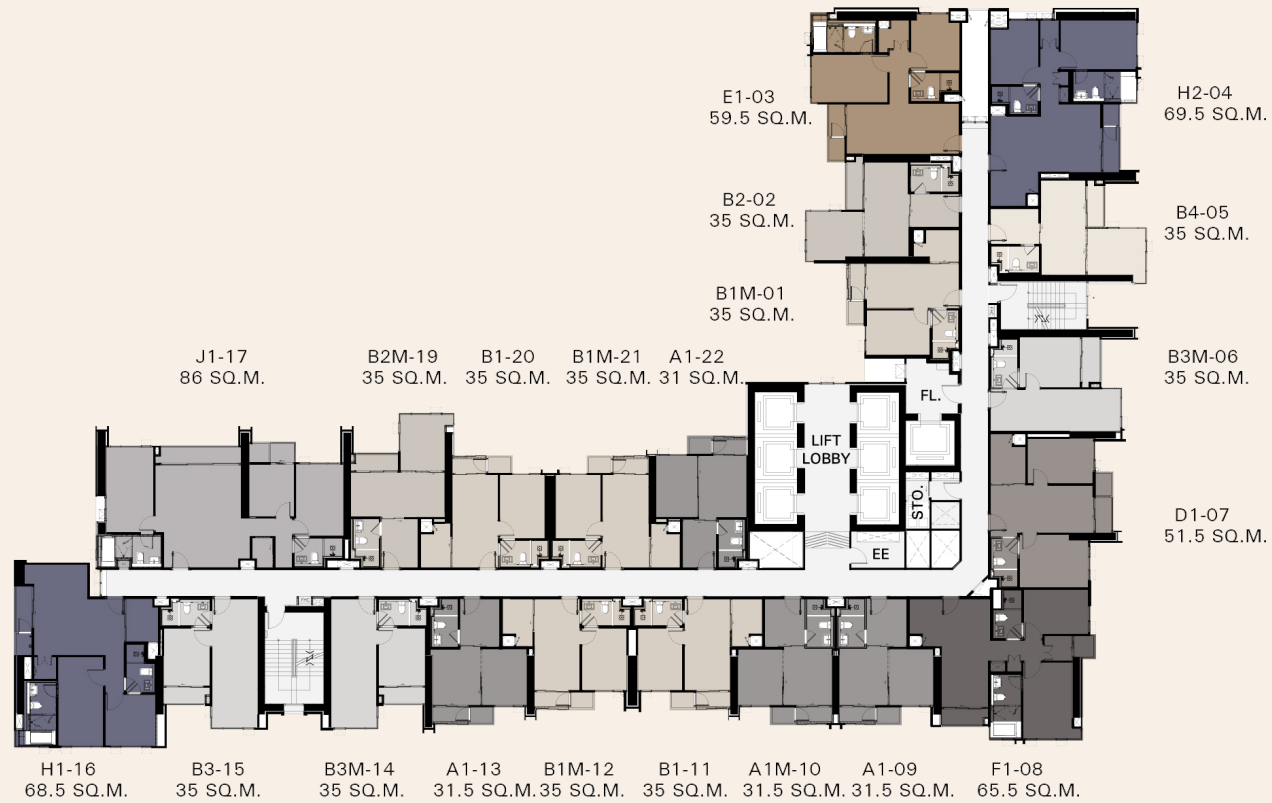 E1-03
59.5 SQ.M.
H2-04
69.5 SQ.M.
B2-02
35 SQ.M.
B4-05
35 SQ.M.
B1M-01
35 SQ.M.
J1-17
86 SQ.M.
B2M-19
35 SQ.M.
B1-20
35 SQ.M.
B1M-21
35 SQ.M.
A1-22
31 SQ.M.
B3M-06
35 SQ.M.
FL.
LIFT
LOBBY
STO.
EE
D1-07
51.5 SQ.M.
H1-16
68.5 SQ.M.
B3-15
35 SQ.M.
B3M-14
35 SQ.M.
A1-13
31.5 SQ.M.
B1M-12
35 SQ.M.
B1-11
35 SQ.M.
A1M-10
31.5 SQ.M.
A1-09
31.5 SQ.M.
F1-08
65.5 SQ.M.